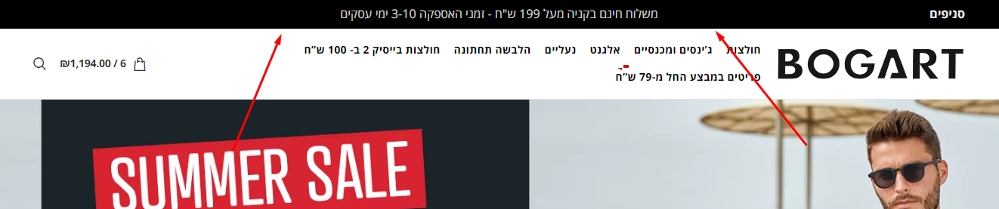 סניפים
משלוח חינם בקניה מעל 199 ש"ח - זמני האספקה 3-10 ימי עסקים
BOGART
חולצות ג׳ינסים ומכנסיים אלגנט נעליים הלבשה תחתונה חולצות בייסיק 2 ב- 100 ש״ח
פריטים במבצע החל מ-79 ש״ח
₪1,194.00 / 6
SUMMER SALE